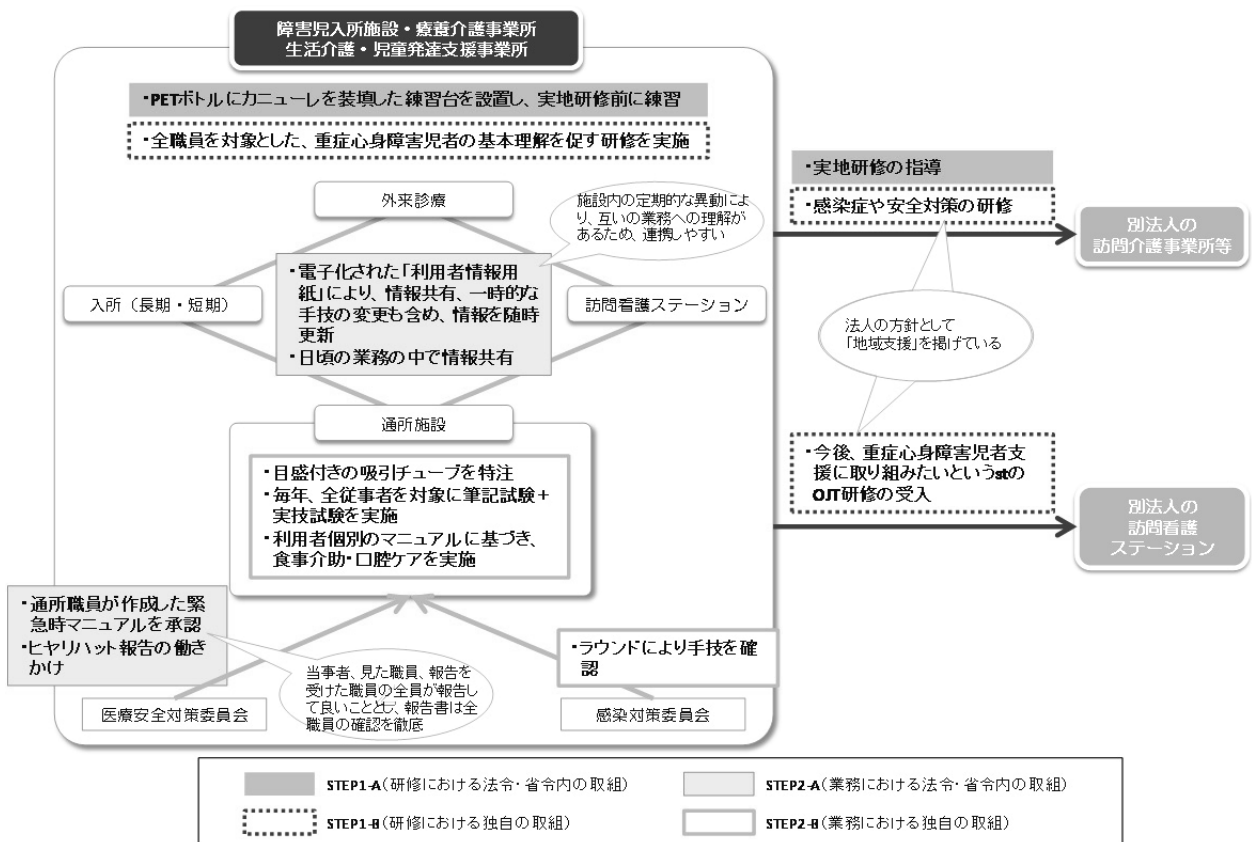 障害児入所施設・療養介護事業所
生活介護・児童発達支援事業所
・PETボトルにカニューレを装填した練習台を設置し、実地研修前に練習
・全職員を対象とした、重症心身障害児者の基本理解を促す研修を実施
外来診療
施設内の定期的な異動によ
り、互いの業務への理解が
あるため、連携しやすい
・電子化された「利用者情報用
紙」により、情報共有、一時的な
手技の変更も含め、情報を随時
更新
・日頃の業務の中で情報共有
入所（長期・短期）
訪問看護ステーション
通所施設
・目盛付きの吸引チューブを特注
・毎年、全従事者を対象に筆記試験＋
実技試験を実施
・利用者個別のマニュアルに基づき、
食事介助・口腔ケアを実施
・通所職員が作成した緊
急時マニュアルを承認
・ヒヤリハット報告の働き
かけ
当事者、見た職員、報告を
受けた職員の全員が報告し
て良いこととし、報告書は全
職員の確認を徹底
・ラウンドにより手技を確
認
医療安全対策委員会
感染対策委員会
・実地研修の指導
・感染症や安全対策の研修
別法人の
訪問介護事業所等
法人の方針として
「地域支援」を掲げている
・今後、重症心身障害児者支
援に取り組みたいというstの
OJT研修の受入
別法人の
訪問看護
ステーション
STEP1-A（研修における法令・省令内の取組）
STEP2-A（業務における法令・省令内の取組）
STEP1-B（研修における独自の取組）
STEP2-B（業務における独自の取組）